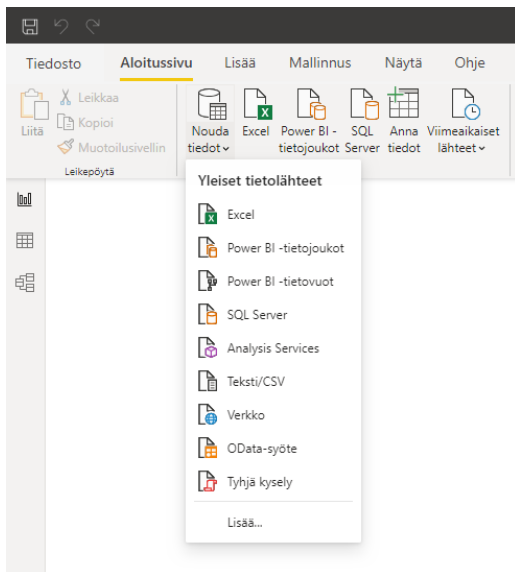 Tiedosto Aloitussivu Lisää Mallinnus Näytä Ohje
Liitä
Leikkaa
Kopioi
Muotoilusivellin
Leikepöytä
Nouda
tiedot
Excel
Power BI -
tietojoukot
SQL
Server
Anna
tiedot
Viimeaikaiset
lähteet
Yleiset tietolähteet
Excel
Power BI -tietojoukot
Power BI -tietovuot
SQL Server
Analysis Services
Teksti/CSV
Verkko
OData-syöte
Tyhjä kysely
Lisää...